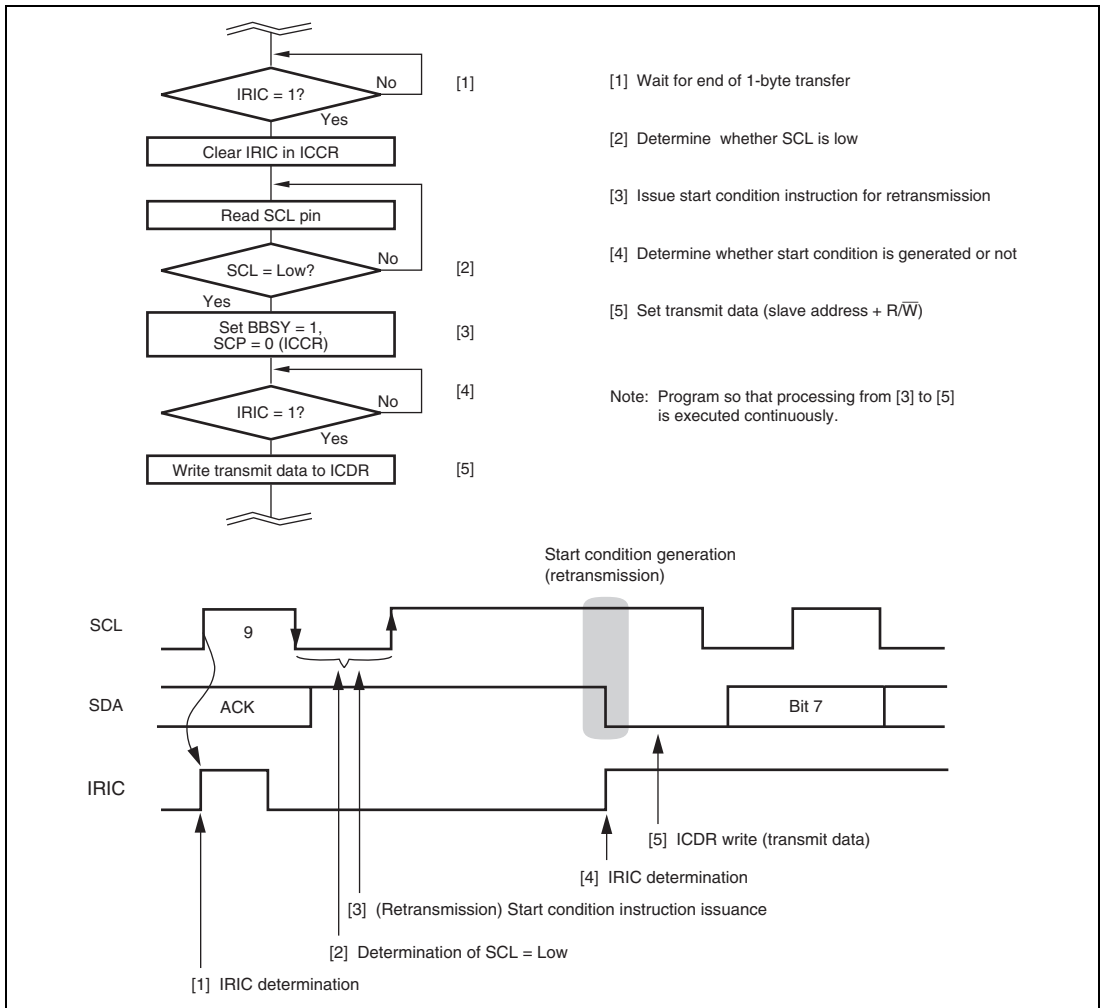 IRIC = 1?
No
Yes
[1]
Clear IRIC in ICCR
Read SCL pin
SCL = Low?
No
Yes
[2]
Set BBSY = 1,
SCP = 0 (ICCR)
[3]
IRIC = 1?
No
Yes
[4]
Write transmit data to ICDR
[5]
[1] Wait for end of 1-byte transfer
[2] Determine whether SCL is low
[3] Issue start condition instruction for retransmission
[4] Determine whether start condition is generated or not
[5] Set transmit data (slave address + R/W̅)
Note: Program so that processing from [3] to [5]
is executed continuously.
Start condition generation
(retransmission)
SCL
9
SDA
ACK
Bit 7
IRIC
[5] ICDR write (transmit data)
[4] IRIC determination
[3] (Retransmission) Start condition instruction issuance
[2] Determination of SCL = Low
[1] IRIC determination